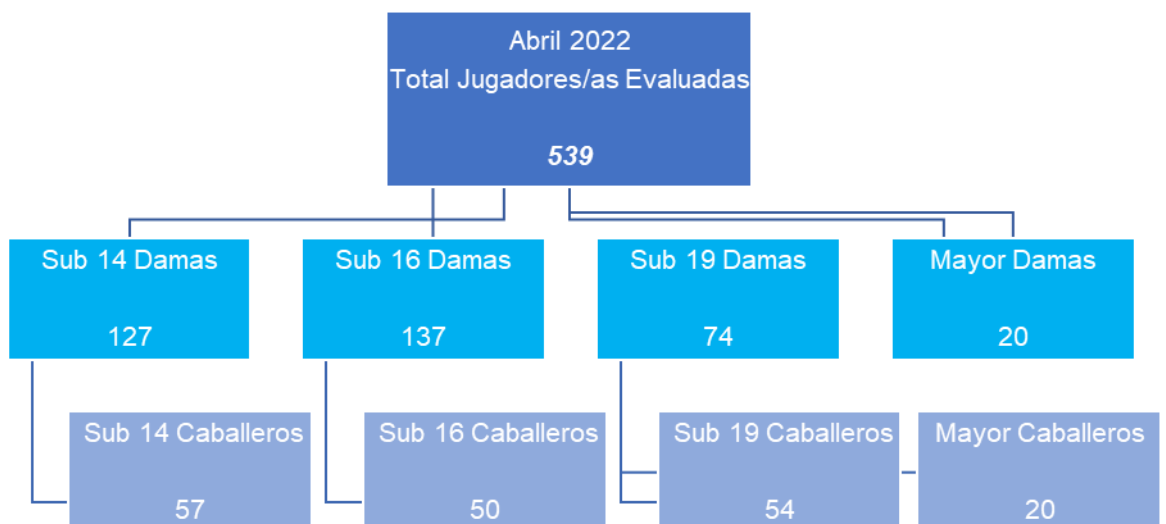 Abril 2022
Total Jugadores/as Evaluadas
539
Sub 14 Damas
127
Sub 16 Damas
137
Sub 19 Damas
74
Mayor Damas
20
Sub 14 Caballeros
57
Sub 16 Caballeros
50
Sub 19 Caballeros
54
Mayor Caballeros
20